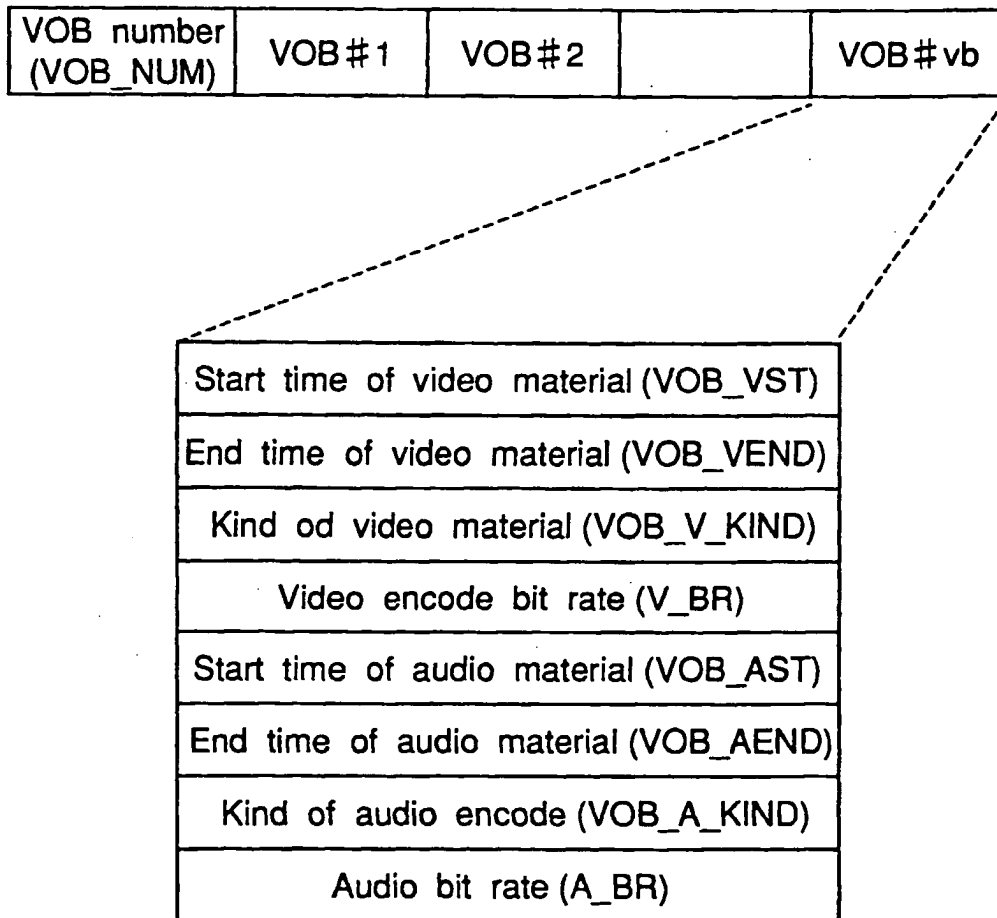 VOB number
(VOB_NUM)
VOB#1
VOB#2
VOB#vb
Start time of video material (VOB_VST)
End time of video material (VOB_VEND)
Kind od video material (VOB_V_KIND)
Video encode bit rate (V_BR)
Start time of audio material (VOB_AST)
End time of audio material (VOB_AEND)
Kind of audio encode (VOB_A_KIND)
Audio bit rate (A_BR)